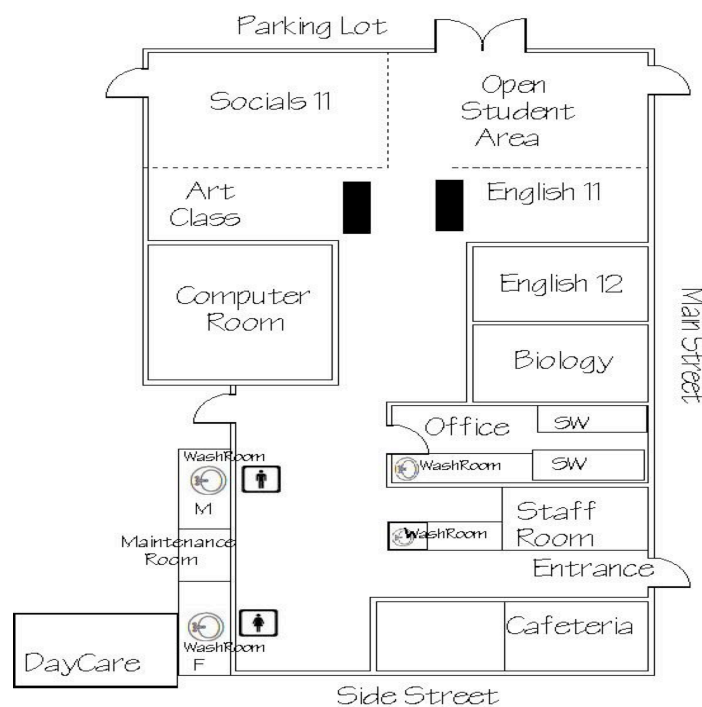 Parking Lot
Socials 11
Open
Student
Area
Art
Class
English 11
Computer
Room
English 12
Main Street
Biology
Office
SW
WashRoom
WashRoom
SW
M
Staff
Room
WashRoom
Maintenance
Room
Entrance
Cafeteria
WashRoom
F
DayCare
Side Street